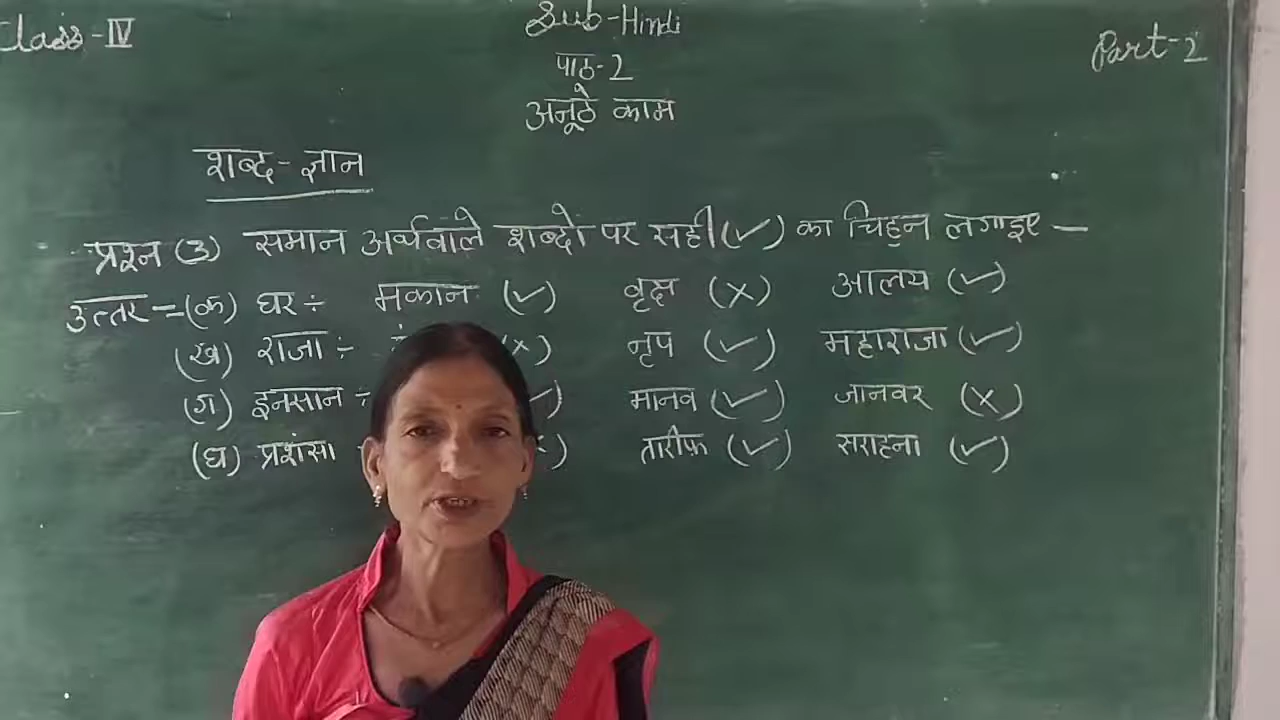 Class-IV
Sub-Hindi
Part-2
पाठ-2
अनूठे काम
शब्द-ज्ञान
प्रश्न (3) समान अर्थवाले शब्दों पर सही (✓) का चिह्न लगाइए —
उत्तर = (क) घर ÷ मकान (✓) वृक्ष (×) आलय (✓)
(ख) राजा ÷ (×) नृप (✓) महाराजा (✓)
(ग) इनसान ÷ (✓) मानव (✓) जानवर (×)
(घ) प्रशंसा तारीफ़ (✓) सराहना (✓)